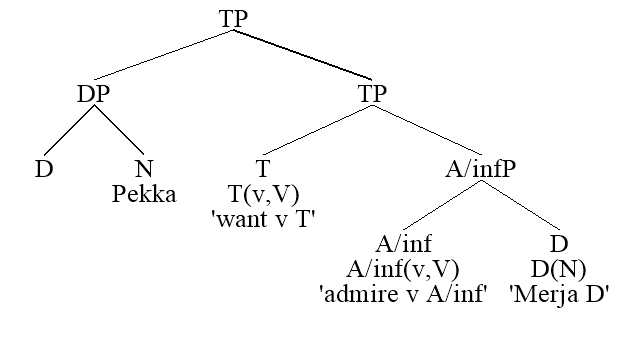 TP
DP TP
D N T A/infP
Pekka T(v,V)
'want v T'
A/inf D
A/inf(v,V) D(N)
'admire v A/inf' 'Merja D'